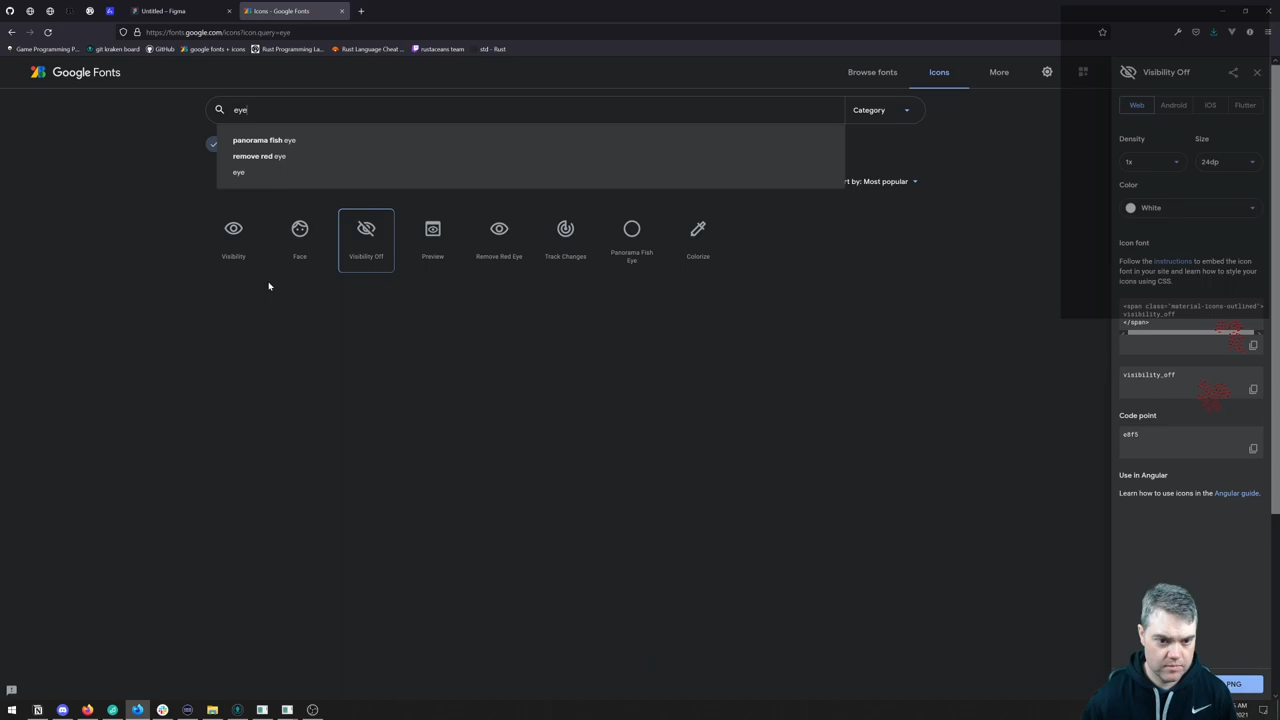 Untitled – Figma
Icons - Google Fonts
https://fonts.google.com/icons?icon.query=eye
Game Programming P...
git kraken board
GitHub
google fonts + icons
Rust Programming La...
Rust Language Cheat ...
rustaceans team
std - Rust
Google Fonts
Browse fonts
Icons
More
eye
Category
panorama fish eye
remove red eye
eye
rt by: Most popular
Visibility
Face
Visibility Off
Preview
Remove Red Eye
Track Changes
Panorama Fish
Eye
Colorize
Visibility Off
Web
Android
IOS
Flutter
Density
Size
1x
24dp
Color
White
Icon font
Follow the instructions to embed the icon
font in your site and learn how to style your
icons using CSS.
<span class="material-icons-outlined">
visibility_off
</span>
visibility_off
Code point
e8f5
Use in Angular
Learn how to use icons in the Angular guide.
PNG